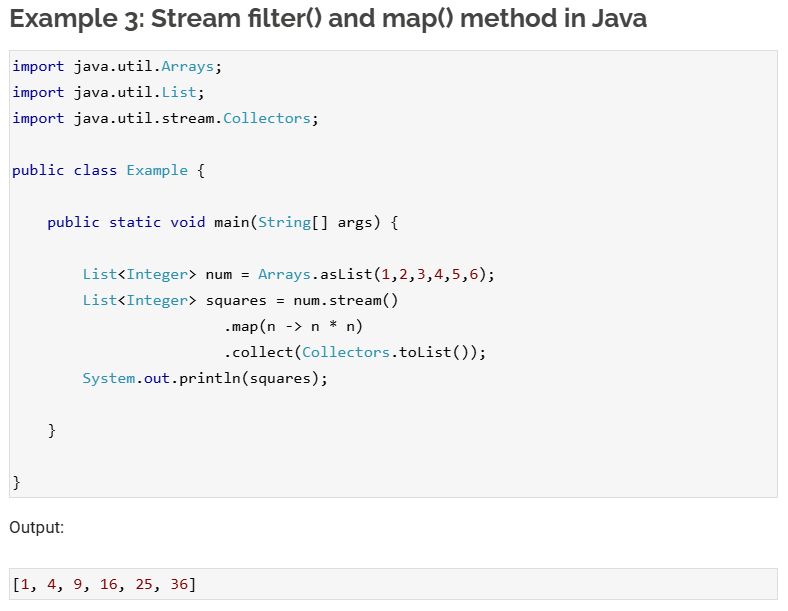 Example 3: Stream filter() and map() method in Java
import java.util.Arrays;
import java.util.List;
import java.util.stream.Collectors;
public class Example {
    public static void main(String[] args) {
        List<Integer> num = Arrays.asList(1,2,3,4,5,6);
        List<Integer> squares = num.stream()
                        .map(n -> n * n)
                        .collect(Collectors.toList());
        System.out.println(squares);
    }
}
Output:
[1, 4, 9, 16, 25, 36]